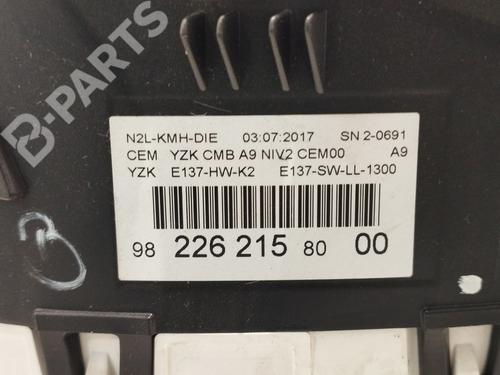 B-PARTS
N2L-KMH-DIE 03:07:2017 SN 2-0691
CEM YZK CMB A9 NIV2 CEM00 A9
YZK E137-HW-K2 E137-SW-LL-1300
98 226 215 80 00